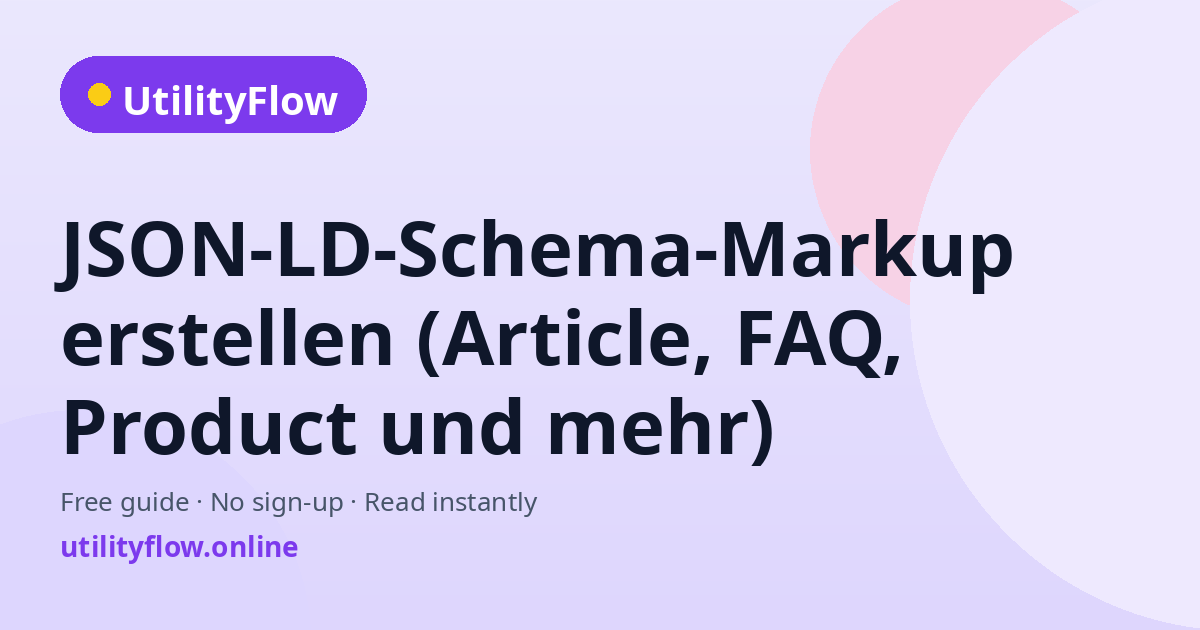 UtilityFlow
JSON-LD-Schema-Markup
erstellen (Article, FAQ,
Product und mehr)
Free guide · No sign-up · Read instantly
utilityflow.online